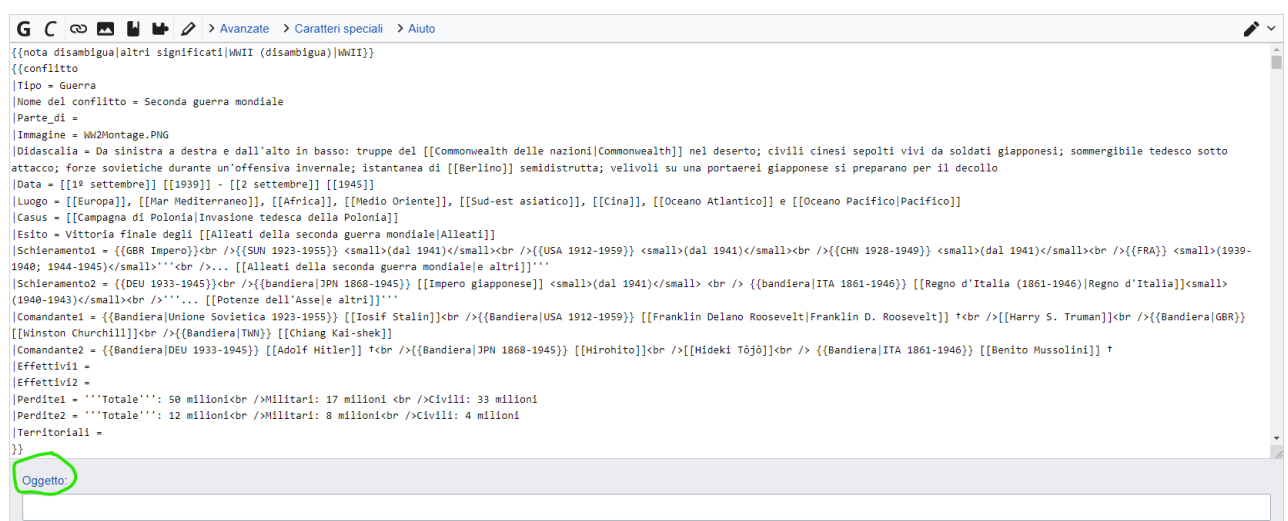 G C > Avanzate > Caratteri speciali > Aiuto
{{nota disambigua|altri significati|WWII (disambigua)|WWII}}
{{conflitto
|Tipo = Guerra
|Nome del conflitto = Seconda guerra mondiale
|Parte_di =
|Immagine = WW2Montage.PNG
|Didascalia = Da sinistra a destra e dall'alto in basso: truppe del [[Commonwealth delle nazioni|Commonwealth]] nel deserto; civili cinesi sepolti vivi da soldati giapponesi; sommergibile tedesco sotto
attacco; forze sovietiche durante un'offensiva invernale; istantanea di [[Berlino]] semidistrutta; velivoli su una portaerei giapponese si preparano per il decollo
|Data = [[1º settembre]] [[1939]] - [[2 settembre]] [[1945]]
|Luogo = [[Europa]], [[Mar Mediterraneo]], [[Africa]], [[Medio Oriente]], [[Sud-est asiatico]], [[Cina]], [[Oceano Atlantico]] e [[Oceano Pacifico|Pacifico]]
|Casus = [[Campagna di Polonia|Invasione tedesca della Polonia]]
|Esito = Vittoria finale degli [[Alleati della seconda guerra mondiale|Alleati]]
|Schieramento1 = {{GBR Impero}}<br />{{SUN 1923-1955}} <small>(dal 1941)</small><br />{{USA 1912-1959}} <small>(dal 1941)</small><br />{{CHN 1928-1949}} <small>(dal 1941)</small><br />{{FRA}} <small>(1939-
1940; 1944-1945)</small>'''<br />... [[Alleati della seconda guerra mondiale|e altri]]'''
|Schieramento2 = {{DEU 1933-1945}}<br />{{bandiera|JPN 1868-1945}} [[Impero giapponese]] <small>(dal 1941)</small> <br /> {{bandiera|ITA 1861-1946}} [[Regno d'Italia (1861-1946)|Regno d'Italia]]<small>
(1940-1943)</small><br />'''... [[Potenze dell'Asse|e altri]]'''
|Comandante1 = {{Bandiera|Unione Sovietica 1923-1955}} [[Iosif Stalin]]<br />{{Bandiera|USA 1912-1959}} [[Franklin Delano Roosevelt|Franklin D. Roosevelt]] †<br />[[Harry S. Truman]]<br />{{Bandiera|GBR}}
[[Winston Churchill]]<br />{{Bandiera|TWN}} [[Chiang Kai-shek]]
|Comandante2 = {{Bandiera|DEU 1933-1945}} [[Adolf Hitler]] †<br />{{Bandiera|JPN 1868-1945}} [[Hirohito]]<br />[[Hideki Tōjō]]<br /> {{Bandiera|ITA 1861-1946}} [[Benito Mussolini]] †
|Effettivi1 =
|Effettivi2 =
|Perdite1 = '''Totale''': 50 milioni<br />Militari: 17 milioni <br />Civili: 33 milioni
|Perdite2 = '''Totale''': 12 milioni<br />Militari: 8 milioni<br />Civili: 4 milioni
|Territoriali =
}}
Oggetto: